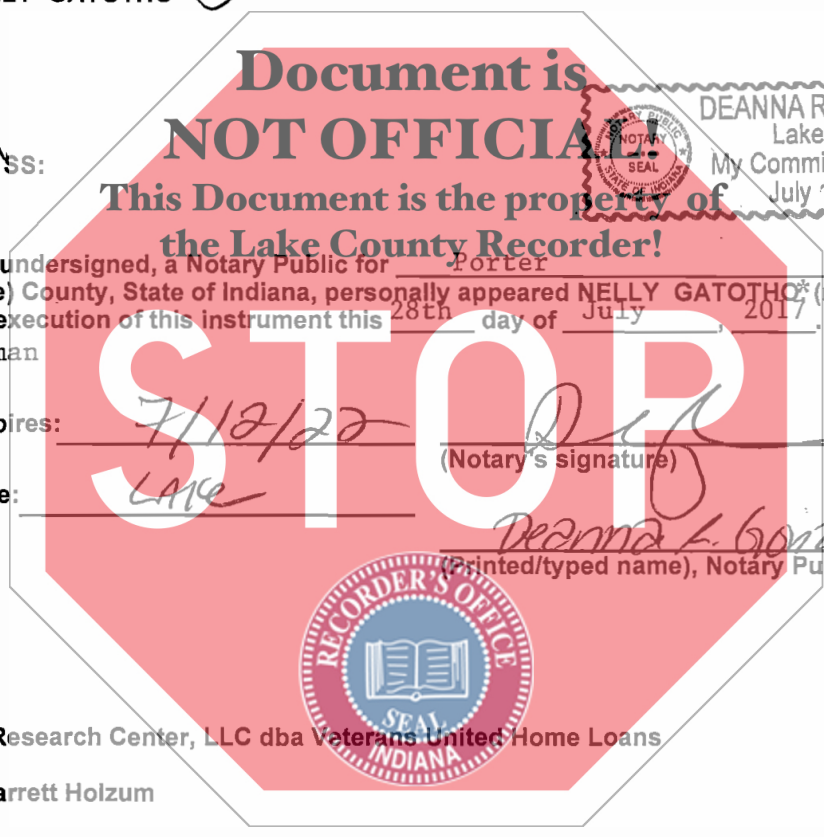 GATOTHO
Document is
NOT OFFICIAL!
This Document is the property of
the Lake County Recorder!
DEANNA R
Lake
My Commi
July
NOTARY PUBLIC
NOTARY
SEAL
STATE OF INDIANA
SS:
undersigned, a Notary Public for Porter
e) County, State of Indiana, personally appeared NELLY GATOTHO* (
execution of this instrument this 28th day of July, 2017.
man
pires: 7/12/22
(Notary's signature)
e: LAKE
Deanna R. Gonz
(Printed/typed name), Notary Pu
STOP
RECORDER'S OFFICE
SEAL
INDIANA
Research Center, LLC dba Veterans United Home Loans
arrett Holzum